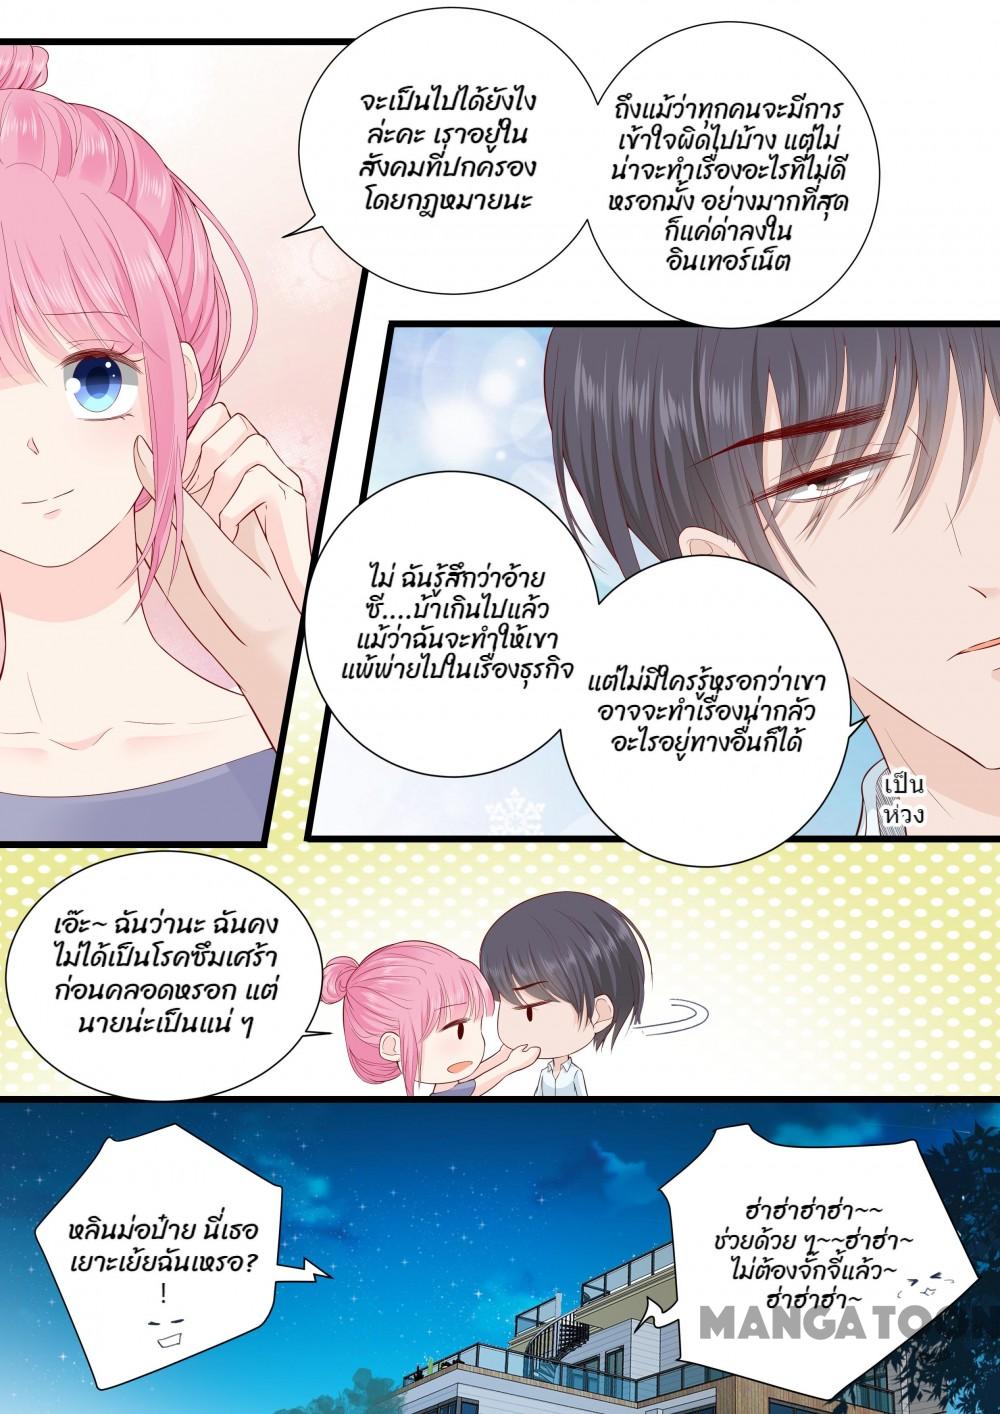 จะเป็นไปได้ยังไง
ล่ะคะ เราอยู่ใน
สังคมที่ปกครอง
โดยกฎหมายนะ
ถึงแม้ว่าทุกคนจะมีการ
เข้าใจผิดไปบ้าง แต่ไม่
น่าจะทำเรื่องอะไรที่ไม่ดี
หรอกมั้ง อย่างมากที่สุด
ก็แค่ด่าลงใน
อินเทอร์เน็ต
ไม่ ฉันรู้สึกว่าอ้าย
ซี....บ้าเกินไปแล้ว
แม้ว่าฉันจะทำให้เขา
แพ้พ่ายไปในเรื่องธุรกิจ
แต่ไม่มีใครรู้หรอกว่าเขา
อาจจะทำเรื่องน่ากลัว
อะไรอยู่ทางอื่นก็ได้
เป็น
ห่วง
เอ๊ะ~ ฉันว่านะ ฉันคง
ไม่ได้เป็นโรคซึมเศร้า
ก่อนคลอดหรอก แต่
นายน่ะเป็นแน่ ๆ
หลินม่อป๋าย นี่เธอ
เยาะเย้ยฉันเหรอ?
!
ฮ่าฮ่าฮ่าฮ่า~~
ช่วยด้วย ๆ~~ฮ่าฮ่า~
ไม่ต้องจั๊กจี้แล้ว~
ฮ่าฮ่าฮ่า~
MANGATOON